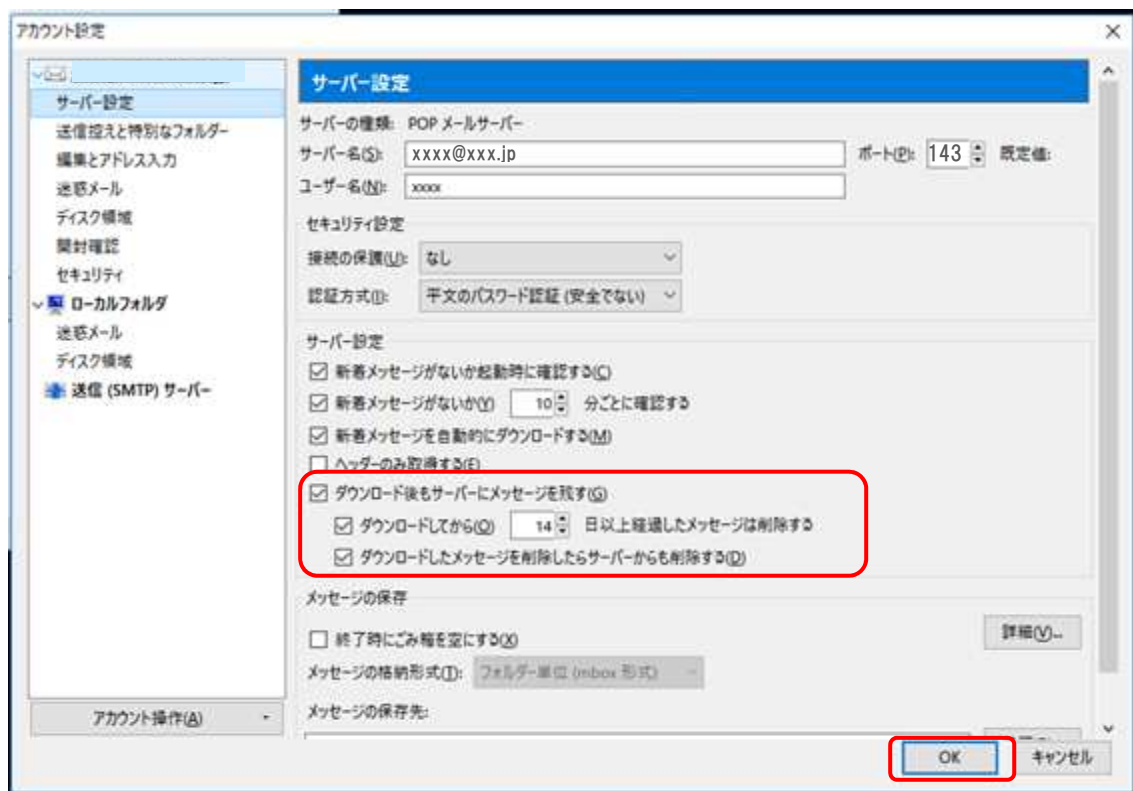 アカウント設定
サーバー設定
送信控えと特別なフォルダー
編集とアドレス入力
迷惑メール
ディスク領域
開封確認
セキュリティ
ローカルフォルダ
迷惑メール
ディスク領域
送信 (SMTP) サーバー
アカウント操作(A)
サーバー設定
サーバーの種類: POP メールサーバー
サーバー名(S): xxxx@xxx.jp ポート(P): 143 既定値:
ユーザー名(N): xxxx
セキュリティ設定
接続の保護(U): なし
認証方式(I): 平文のパスワード認証 (安全でない)
サーバー設定
新着メッセージがないか起動時に確認する(C)
新着メッセージがないか(Y) 10 分ごとに確認する
新着メッセージを自動的にダウンロードする(M)
ヘッダーのみ取得する(E)
ダウンロード後もサーバーにメッセージを残す(G)
ダウンロードしてから(O) 14 日以上経過したメッセージは削除する
ダウンロードしたメッセージを削除したらサーバーからも削除する(D)
メッセージの保存
終了時にごみ箱を空にする(X) 詳細(V)...
メッセージの格納形式(T): フォルダー単位 (mbox 形式)
メッセージの保存先:
OK キャンセル